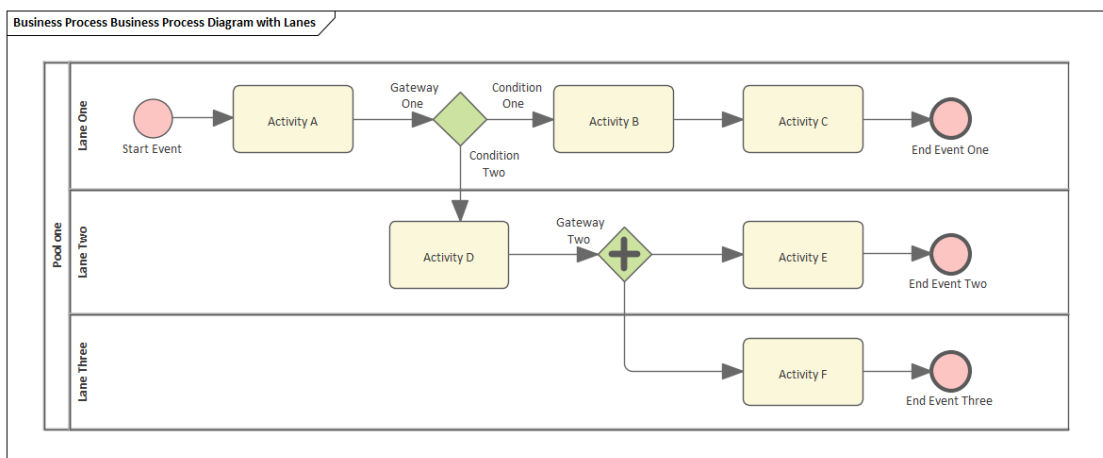 Business Process Business Process Diagram with Lanes
Pool one
Lane One
Start Event
Activity A
Gateway
One
Condition
One
Condition
Two
Activity B
Activity C
End Event One
Lane Two
Activity D
Gateway
Two
Activity E
End Event Two
Lane Three
Activity F
End Event Three